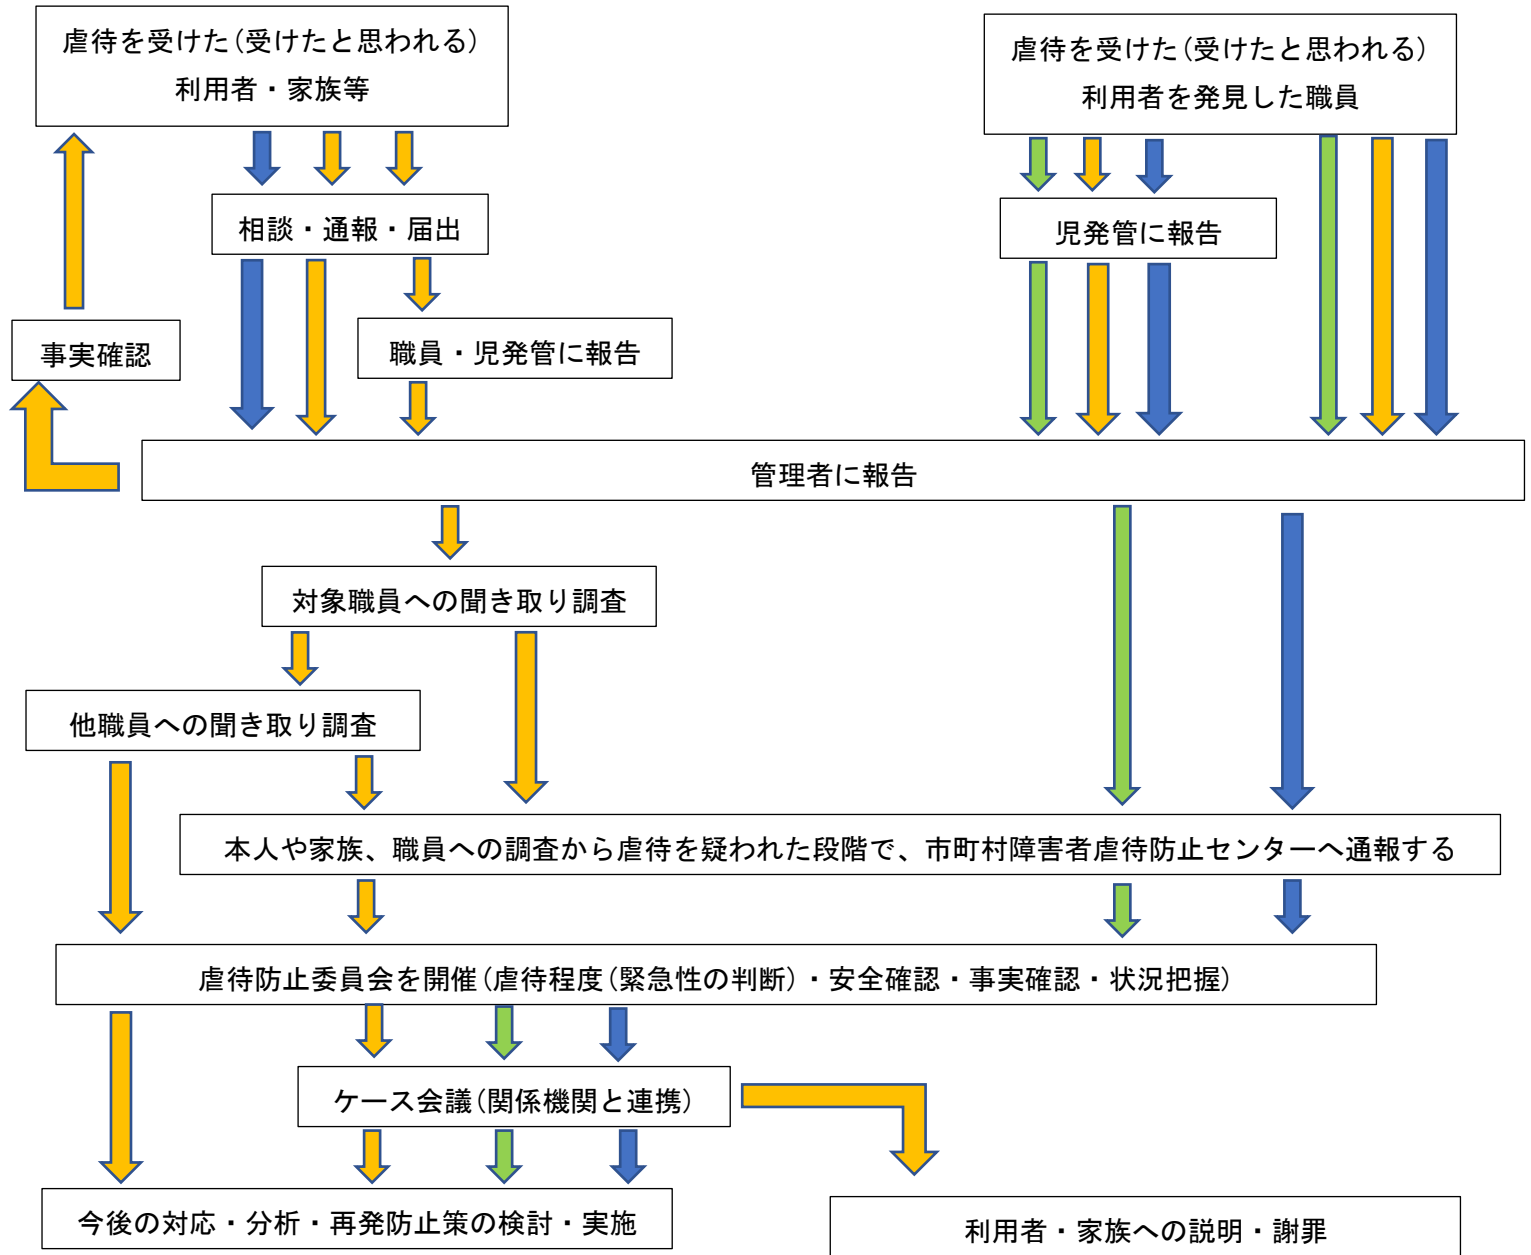 虐待を受けた(受けたと思われる)
利用者・家族等
虐待を受けた(受けたと思われる)
利用者を発見した職員
相談・通報・届出
児発管に報告
事実確認
職員・児発管に報告
管理者に報告
対象職員への聞き取り調査
他職員への聞き取り調査
本人や家族、職員への調査から虐待を疑われた段階で、市町村障害者虐待防止センターへ通報する
虐待防止委員会を開催(虐待程度(緊急性の判断)・安全確認・事実確認・状況把握)
ケース会議(関係機関と連携)
今後の対応・分析・再発防止策の検討・実施
利用者・家族への説明・謝罪